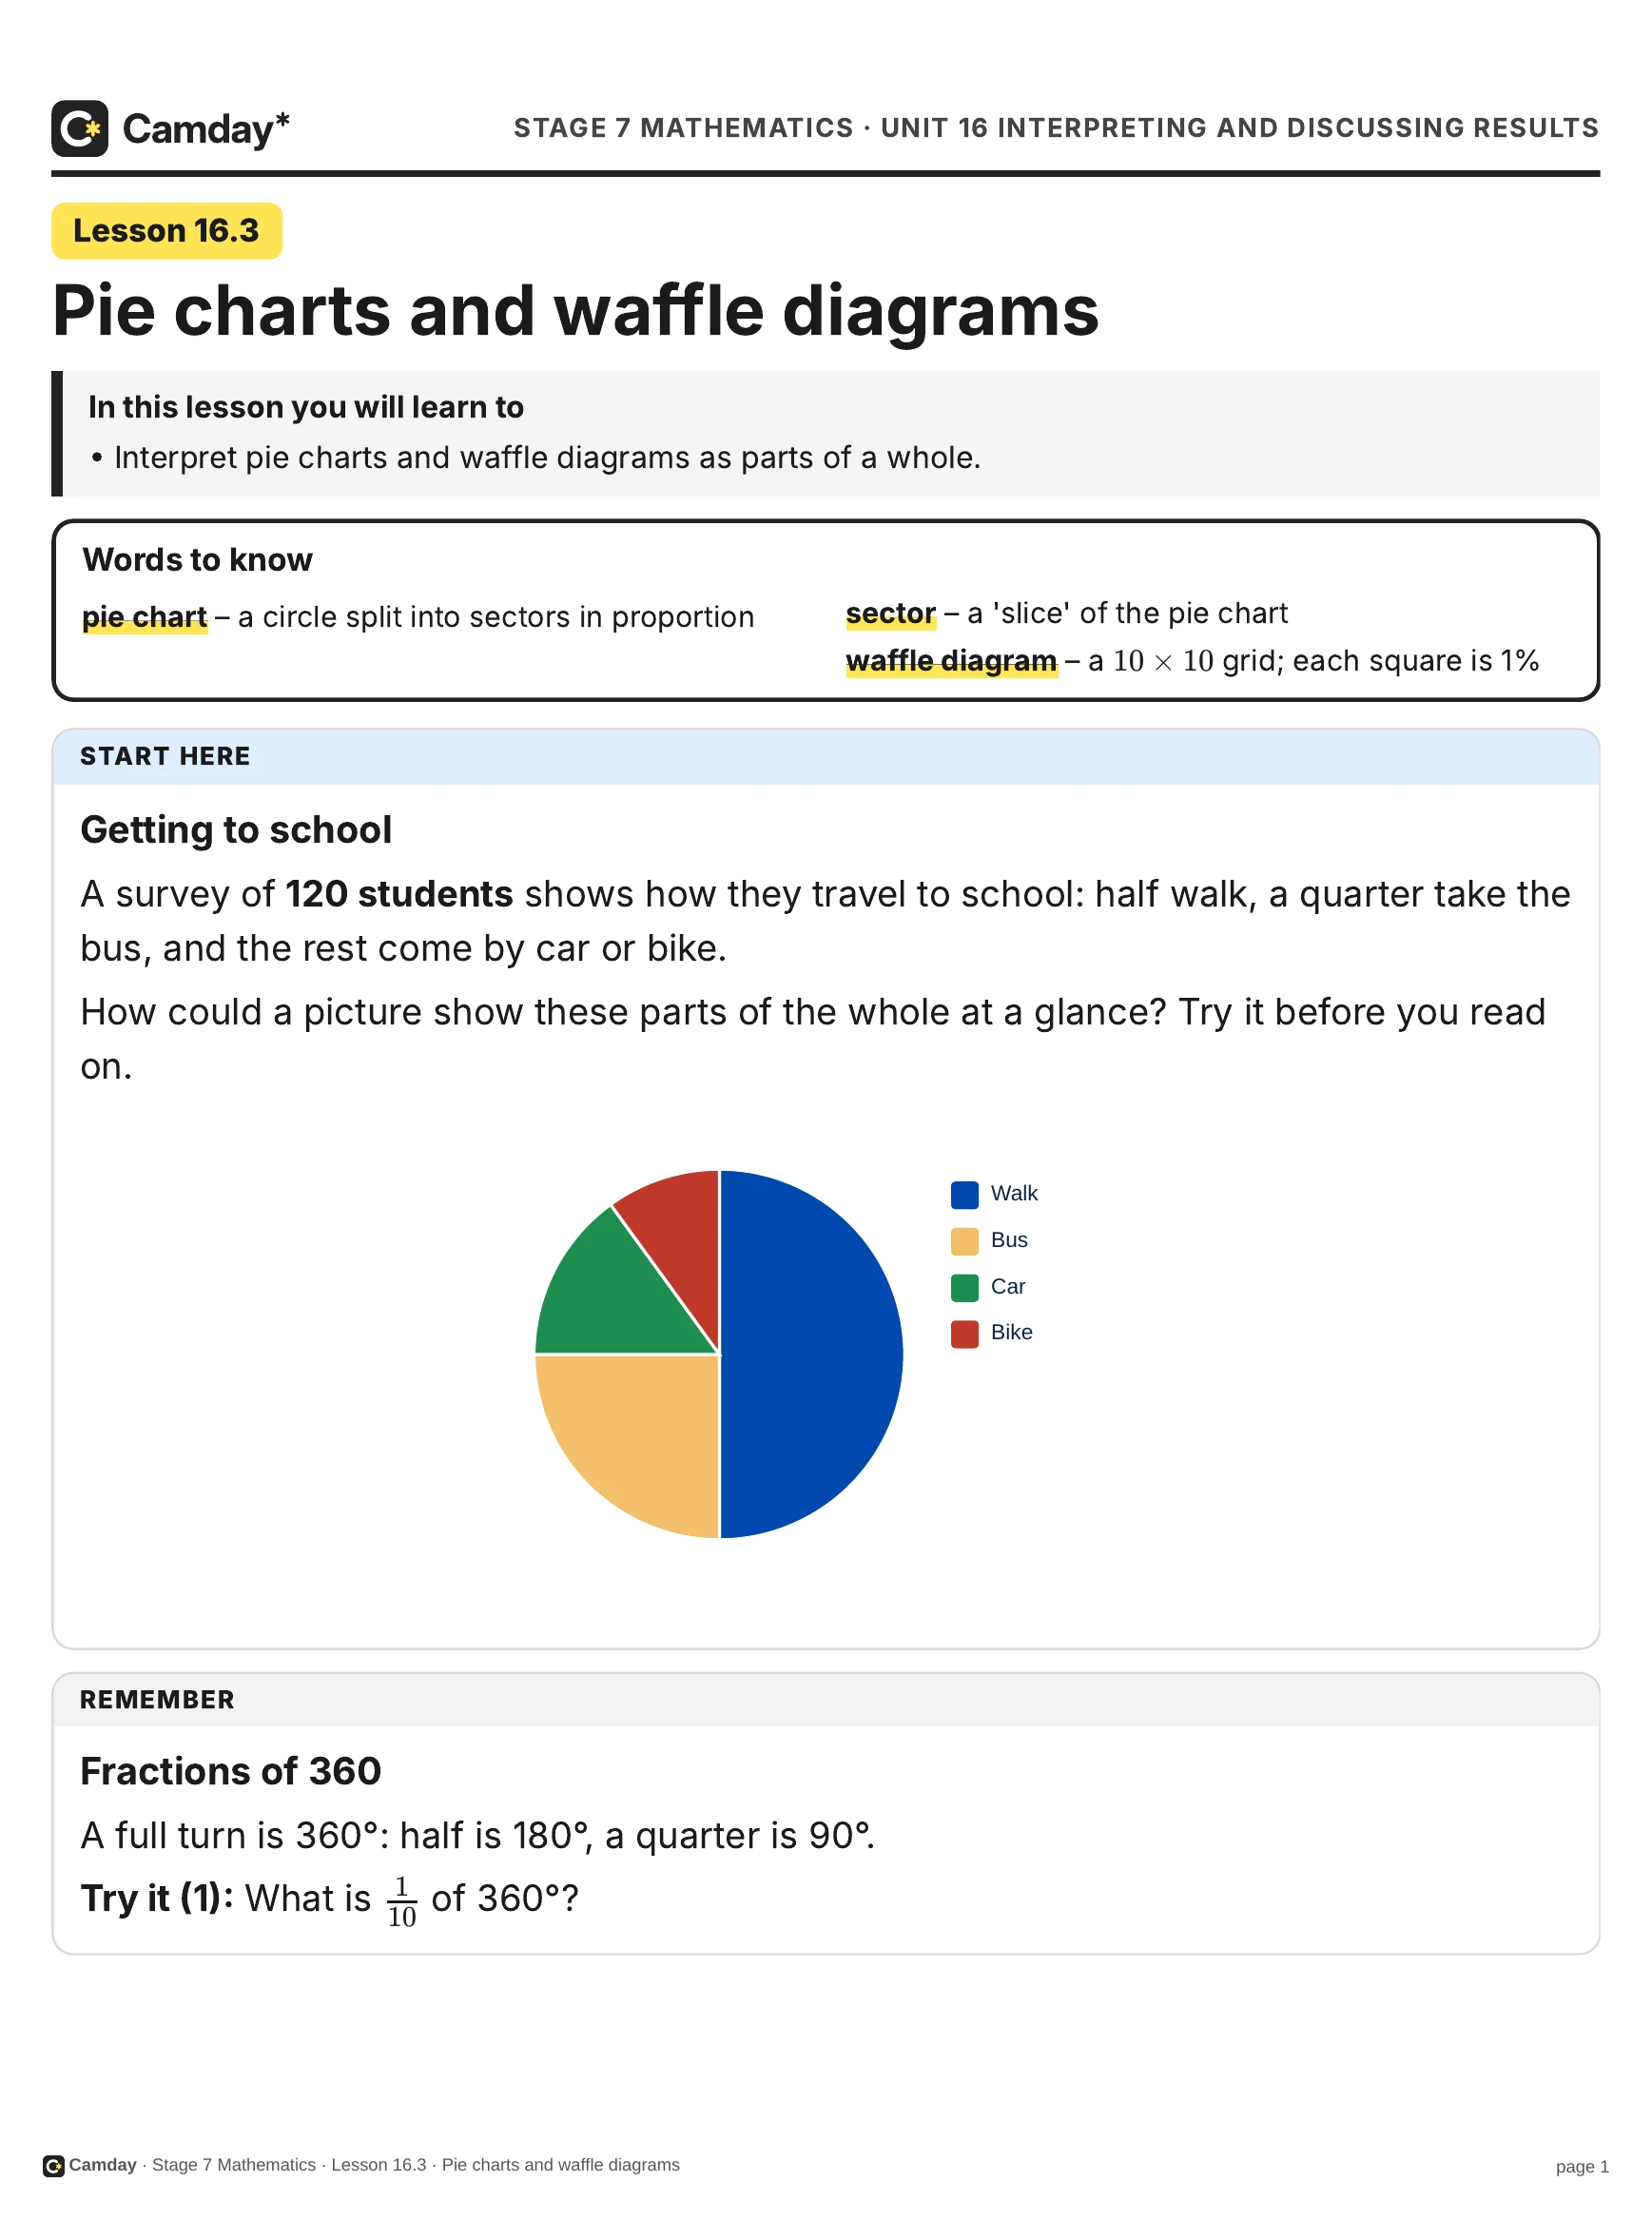 Camday*
STAGE 7 MATHEMATICS · UNIT 16 INTERPRETING AND DISCUSSING RESULTS
Lesson 16.3
Pie charts and waffle diagrams
In this lesson you will learn to
• Interpret pie charts and waffle diagrams as parts of a whole.
Words to know
pie chart – a circle split into sectors in proportion
sector – a 'slice' of the pie chart
waffle diagram – a 10 × 10 grid; each square is 1%
START HERE
Getting to school
A survey of 120 students shows how they travel to school: half walk, a quarter take the
bus, and the rest come by car or bike.
How could a picture show these parts of the whole at a glance? Try it before you read
on.
Walk
Bus
Car
Bike
REMEMBER
Fractions of 360
A full turn is 360°: half is 180°, a quarter is 90°.
Try it (1): What is 1/10 of 360°?
Camday · Stage 7 Mathematics · Lesson 16.3 · Pie charts and waffle diagrams
page 1